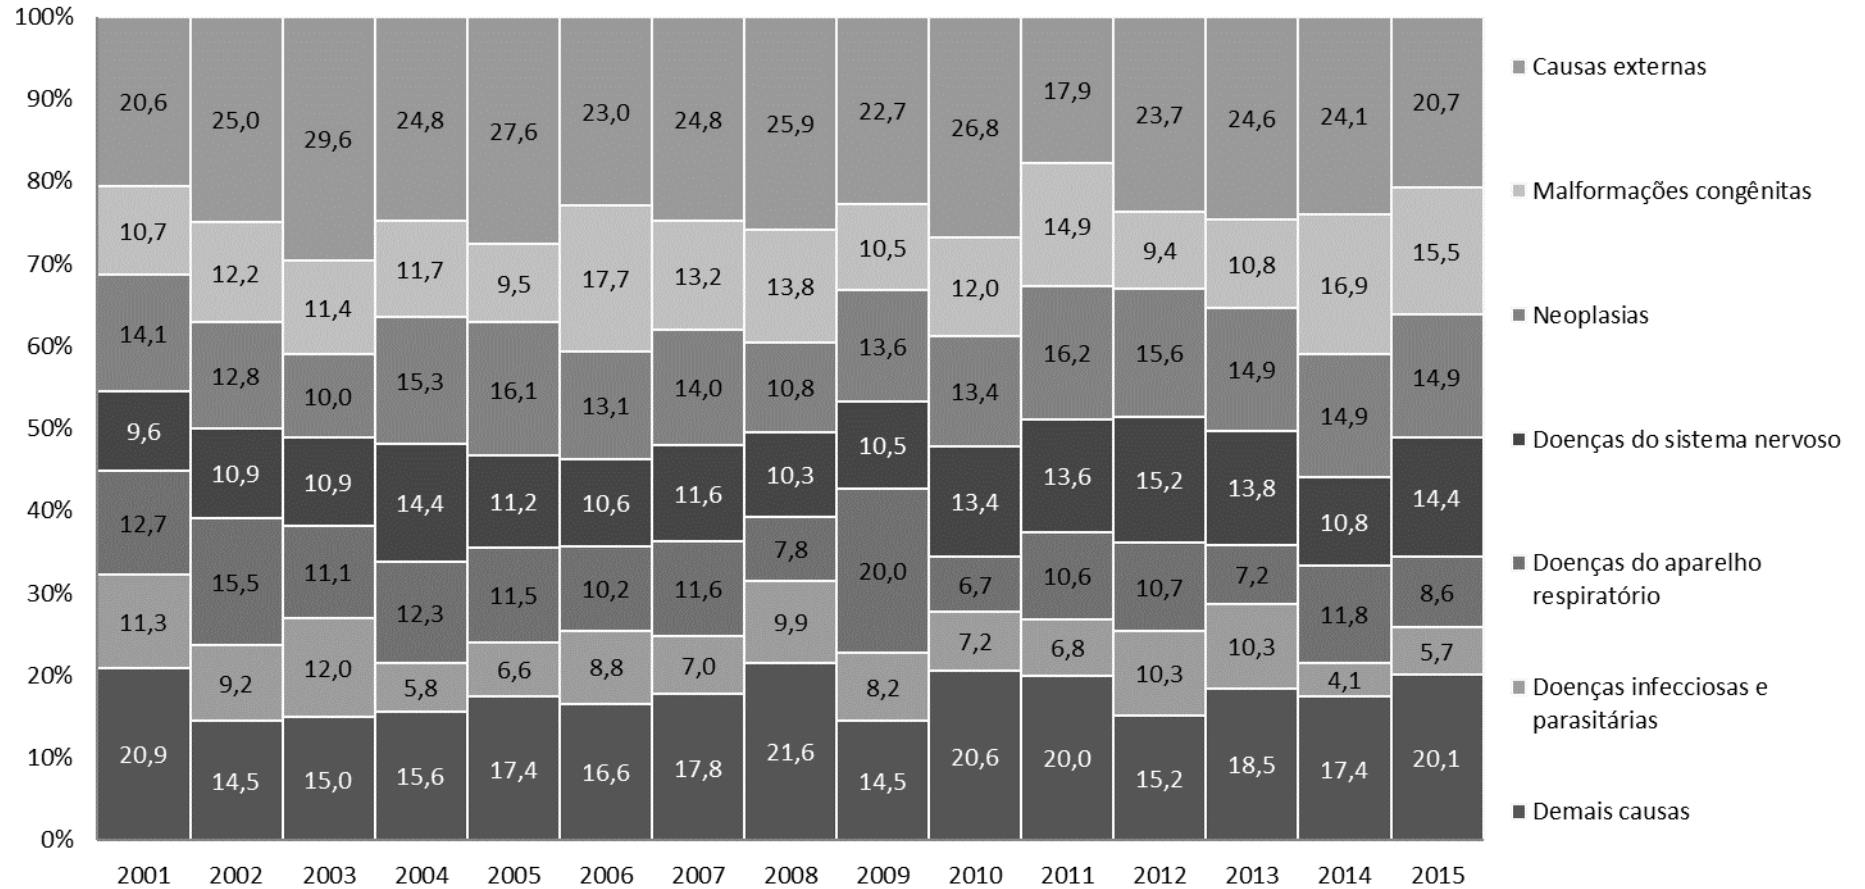 100%
90%
80%
70%
60%
50%
40%
30%
20%
10%
0%
20,6 25,0 29,6 24,8 27,6 23,0 24,8 25,9 22,7 26,8 17,9 23,7 24,6 24,1 20,7
10,7 12,2 11,4 11,7 9,5 17,7 13,2 13,8 10,5 12,0 14,9 9,4 10,8 16,9 15,5
14,1 12,8 10,0 15,3 16,1 13,1 14,0 10,8 13,6 13,4 16,2 15,6 14,9 14,9 14,9
9,6 10,9 10,9 14,4 11,2 10,6 11,6 10,3 10,5 13,4 13,6 15,2 13,8 10,8 14,4
12,7 15,5 11,1 12,3 11,5 10,2 11,6 7,8 20,0 6,7 10,6 10,7 7,2 11,8 8,6
11,3 9,2 12,0 5,8 6,6 8,8 7,0 9,9 8,2 7,2 6,8 10,3 10,3 4,1 5,7
20,9 14,5 15,0 15,6 17,4 16,6 17,8 21,6 14,5 20,6 20,0 15,2 18,5 17,4 20,1
2001 2002 2003 2004 2005 2006 2007 2008 2009 2010 2011 2012 2013 2014 2015
Causas externas
Malformações congênitas
Neoplasias
Doenças do sistema nervoso
Doenças do aparelho
respiratório
Doenças infecciosas e
parasitárias
Demais causas